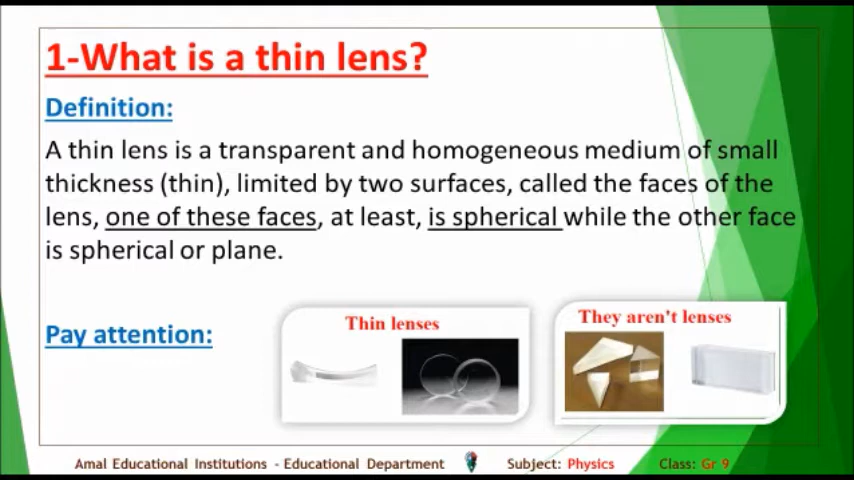 1-What is a thin lens?
Definition:
A thin lens is a transparent and homogeneous medium of small
thickness (thin), limited by two surfaces, called the faces of the
lens, one of these faces, at least, is spherical while the other face
is spherical or plane.
Pay attention:
Thin lenses
They aren't lenses
Amal Educational Institutions - Educational Department Subject: Physics Class: Gr 9